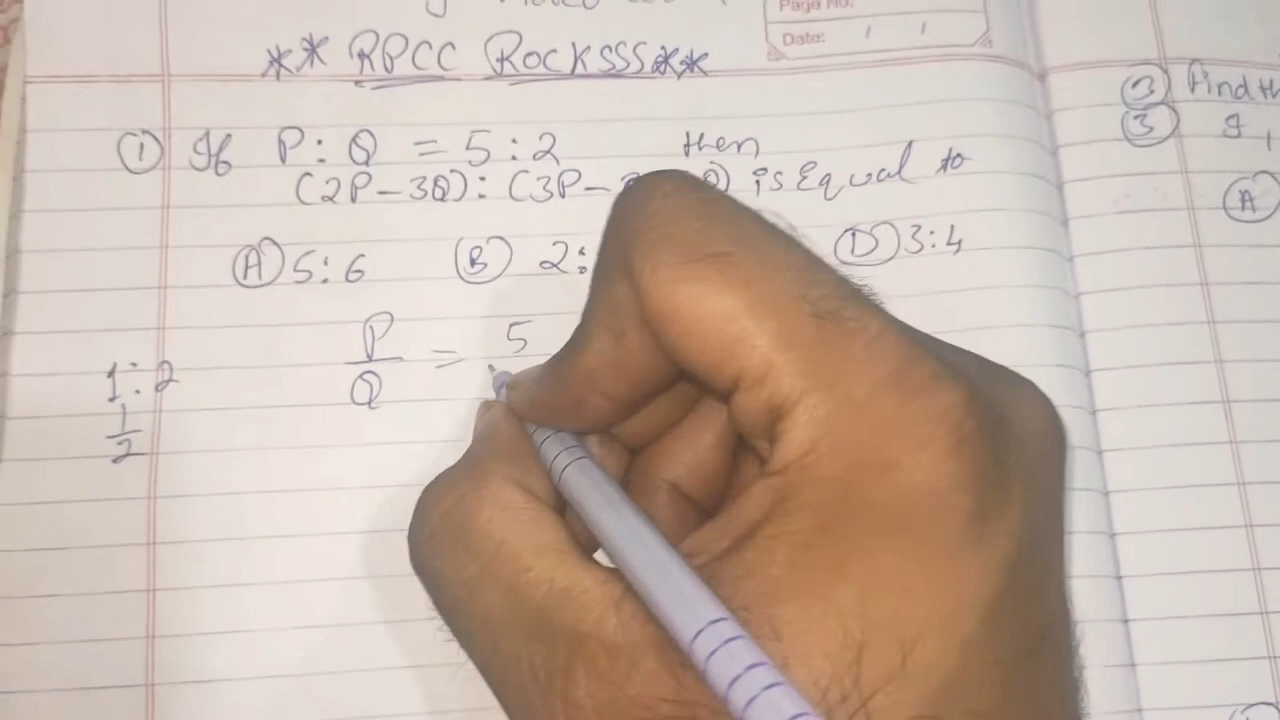 Page No.
Date: / /
** RPCC ROCKSSS**
① If P : Q = 5 : 2 then
(2P-3Q): (3P- Q) is Equal to
Ⓐ 5:6 Ⓑ 2: Ⓓ 3:4
P/Q = 5
1:2
1/2
② Find
③
Ⓐ